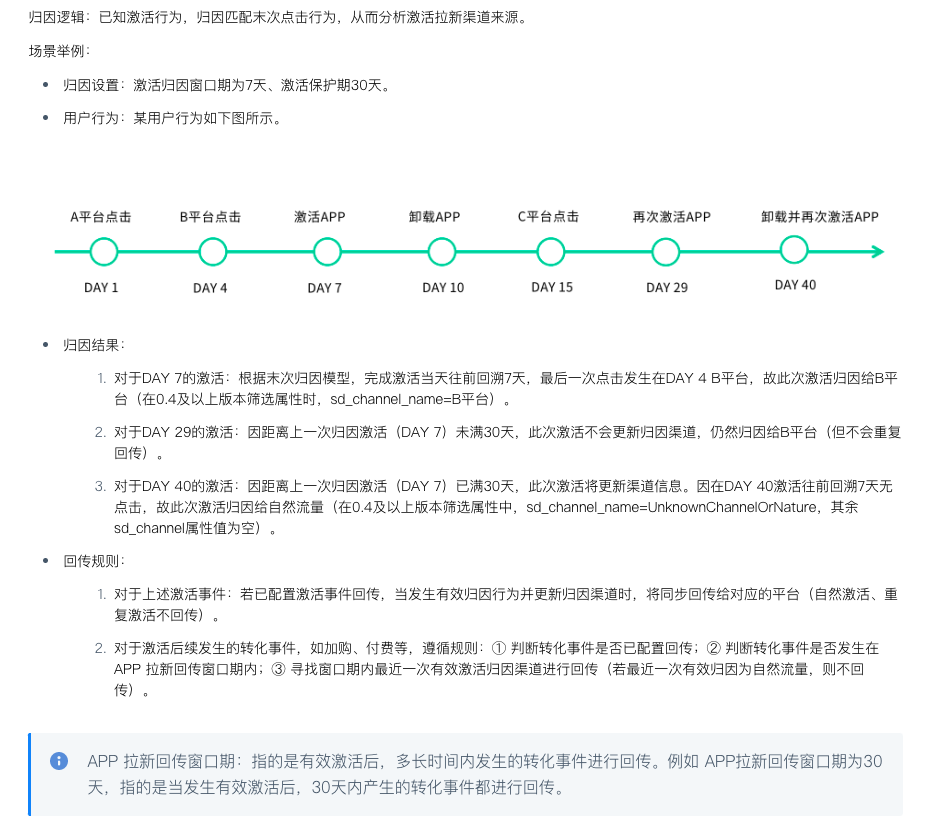 归因逻辑：已知激活行为，归因匹配末次点击行为，从而分析激活拉新渠道来源。
场景举例：
归因设置：激活归因窗口期为7天、激活保护期30天。
用户行为：某用户行为如下图所示。
A平台点击 B平台点击 激活APP 卸载APP C平台点击 再次激活APP 卸载并再次激活APP
DAY 1 DAY 4 DAY 7 DAY 10 DAY 15 DAY 29 DAY 40
归因结果：
1. 对于DAY 7的激活：根据末次归因模型，完成激活当天往前回溯7天，最后一次点击发生在DAY 4 B平台，故此次激活归因给B平
台（在0.4及以上版本筛选属性时，sd_channel_name=B平台）。
2. 对于DAY 29的激活：因距离上一次归因激活（DAY 7）未满30天，此次激活不会更新归因渠道，仍然归因给B平台（但不会重复
回传）。
3. 对于DAY 40的激活：因距离上一次归因激活（DAY 7）已满30天，此次激活将更新渠道信息。因在DAY 40激活往前回溯7天无
点击，故此次激活归因给自然流量（在0.4及以上版本筛选属性中，sd_channel_name=UnknownChannelOrNature，其余
sd_channel属性值为空）。
回传规则：
1. 对于上述激活事件：若已配置激活事件回传，当发生有效归因行为并更新归因渠道时，将同步回传给对应的平台（自然激活、重
复激活不回传）。
2. 对于激活后续发生的转化事件，如加购、付费等，遵循规则：① 判断转化事件是否已配置回传；② 判断转化事件是否发生在
APP 拉新回传窗口期内；③ 寻找窗口期内最近一次有效激活归因渠道进行回传（若最近一次有效归因为自然流量，则不回
传）。
APP 拉新回传窗口期：指的是有效激活后，多长时间内发生的转化事件进行回传。例如 APP拉新回传窗口期为30
天，指的是当发生有效激活后，30天内产生的转化事件都进行回传。